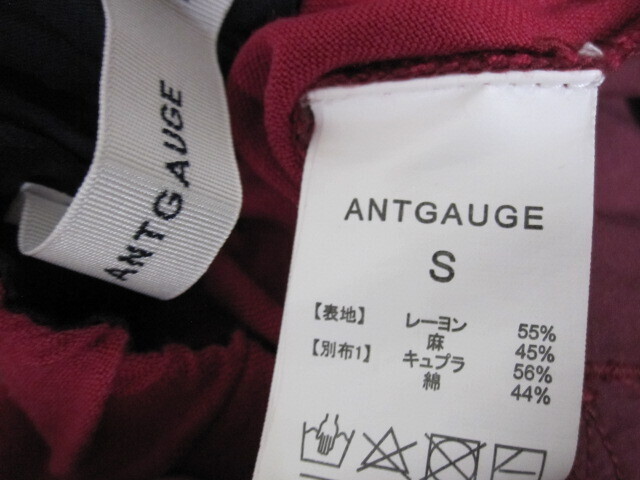 ANTGAUGE
ANTGAUGE
S
【表地】 レーヨン 55%
麻 45%
【別布1】 キュプラ 56%
綿 44%